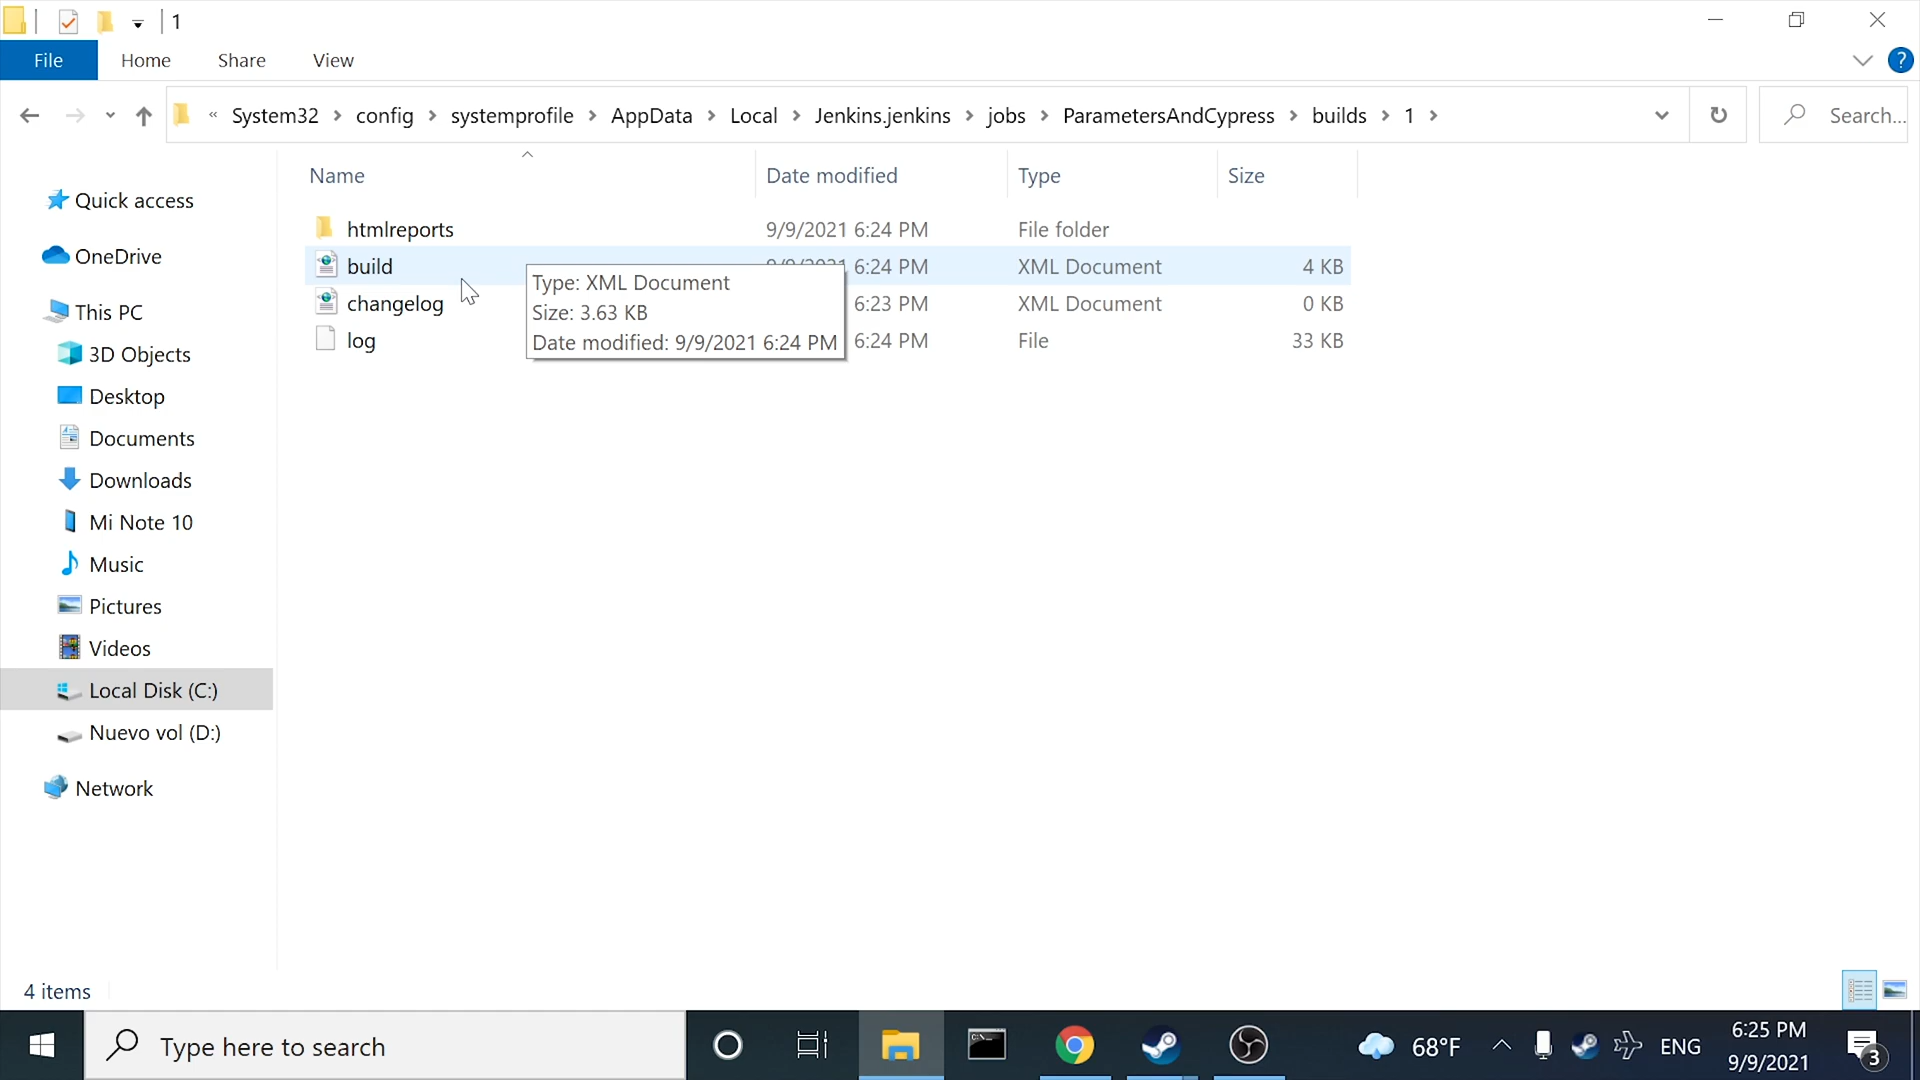 1
File Home Share View
?
« System32 > config > systemprofile > AppData > Local > Jenkins.jenkins > jobs > ParametersAndCypress > builds > 1 >
Search...
Name Date modified Type Size
Quick access
OneDrive
This PC
3D Objects
Desktop
Documents
Downloads
Mi Note 10
Music
Pictures
Videos
Local Disk (C:)
Nuevo vol (D:)
Network
htmlreports 9/9/2021 6:24 PM File folder
build 9/9/2021 6:24 PM XML Document 4 KB
changelog 6:23 PM XML Document 0 KB
log 6:24 PM File 33 KB
Type: XML Document
Size: 3.63 KB
Date modified: 9/9/2021 6:24 PM
4 items
Type here to search
68°F
ENG
6:25 PM
9/9/2021
3